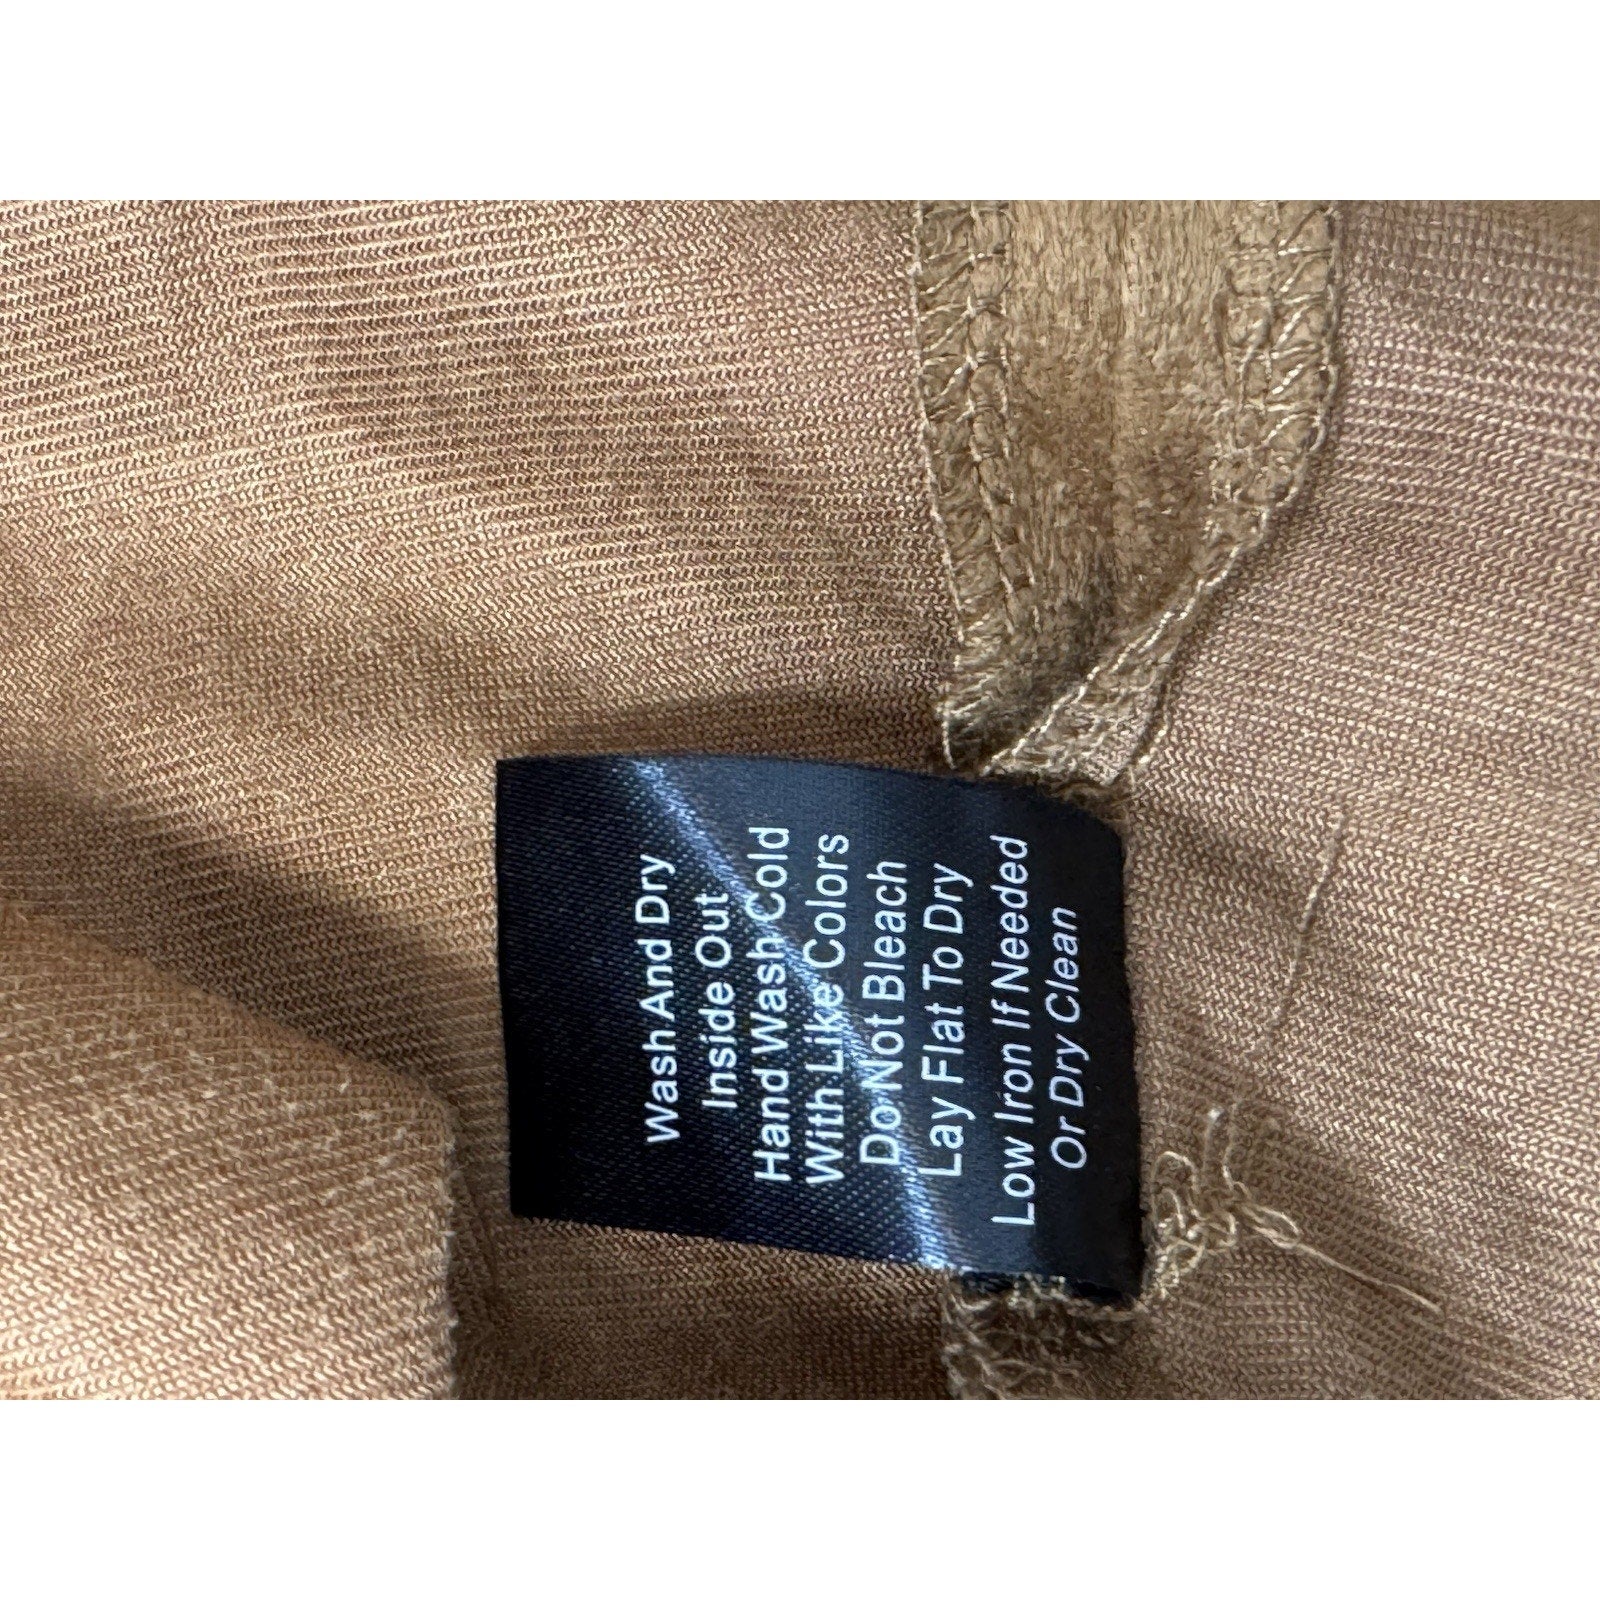 Wash And Dry
Inside Out
Hand Wash Cold
With Like Colors
Do Not Bleach
Lay Flat To Dry
Low Iron If Needed
Or Dry Clean